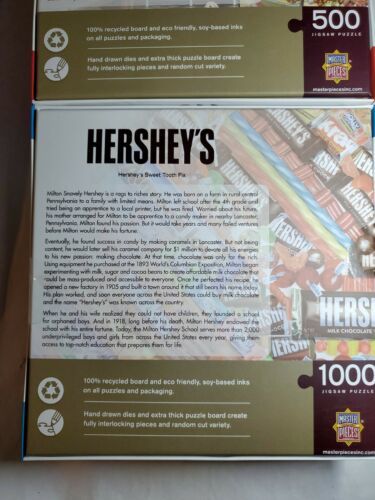 100% recycled board and eco friendly, soy-based inks
on all puzzles and packaging.
Hand drawn dies and extra thick puzzle board create
fully interlocking pieces and random cut variety.
500
JIGSAW PUZZLE
MASTER
PIECES
masterpiecesinc.com
HERSHEY'S
Hershey's Sweet Tooth Fix
Milton Snavely Hershey is a rags to riches story. He was born on a farm in rural central
Pennsylvania to a family with limited means. Milton left school after the 4th grade and
tried being an apprentice to a local printer, but he was fired. Worried about his future,
his mother arranged for Milton to be apprentice to a candy maker in nearby Lancaster,
Pennsylvania. Milton found his passion. But it would take years and many failed ventures
before Milton would make his fortune.
Eventually, he found success in candy by making caramels in Lancaster. But not being
content, he would later sell his caramel company for $1 million to devote all his energies
to his new passion: making chocolate. At that time, chocolate was only for the rich.
Using equipment he purchased at the 1893 World's Columbian Exposition, Milton began
experimenting with milk, sugar and cocoa beans to create affordable milk chocolate that
could be mass produced and accessible to everyone. Once he perfected his recipe, he
opened a new factory in 1905 and built a town around it that still bears his name today.
His plan worked, and soon everyone across the United States could buy milk chocolate
and the name "Hershey's" was known across the country.
When he and his wife realized they could not have children, they founded a school
for orphaned boys. And in 1918, long before his death, Milton Hershey endowed the
school with his entire fortune. Today, the Milton Hershey School serves more than 2,000
underprivileged boys and girls from across the United States every year, giving them
access to top-notch education that prepares them for life.
HERSH
MILK CHOCOLATE
100% recycled board and eco friendly, soy-based inks
on all puzzles and packaging.
Hand drawn dies and extra thick puzzle board create
fully interlocking pieces and random cut variety.
1000
JIGSAW PUZZLE
MASTER
PIECES
masterpiecesinc.com